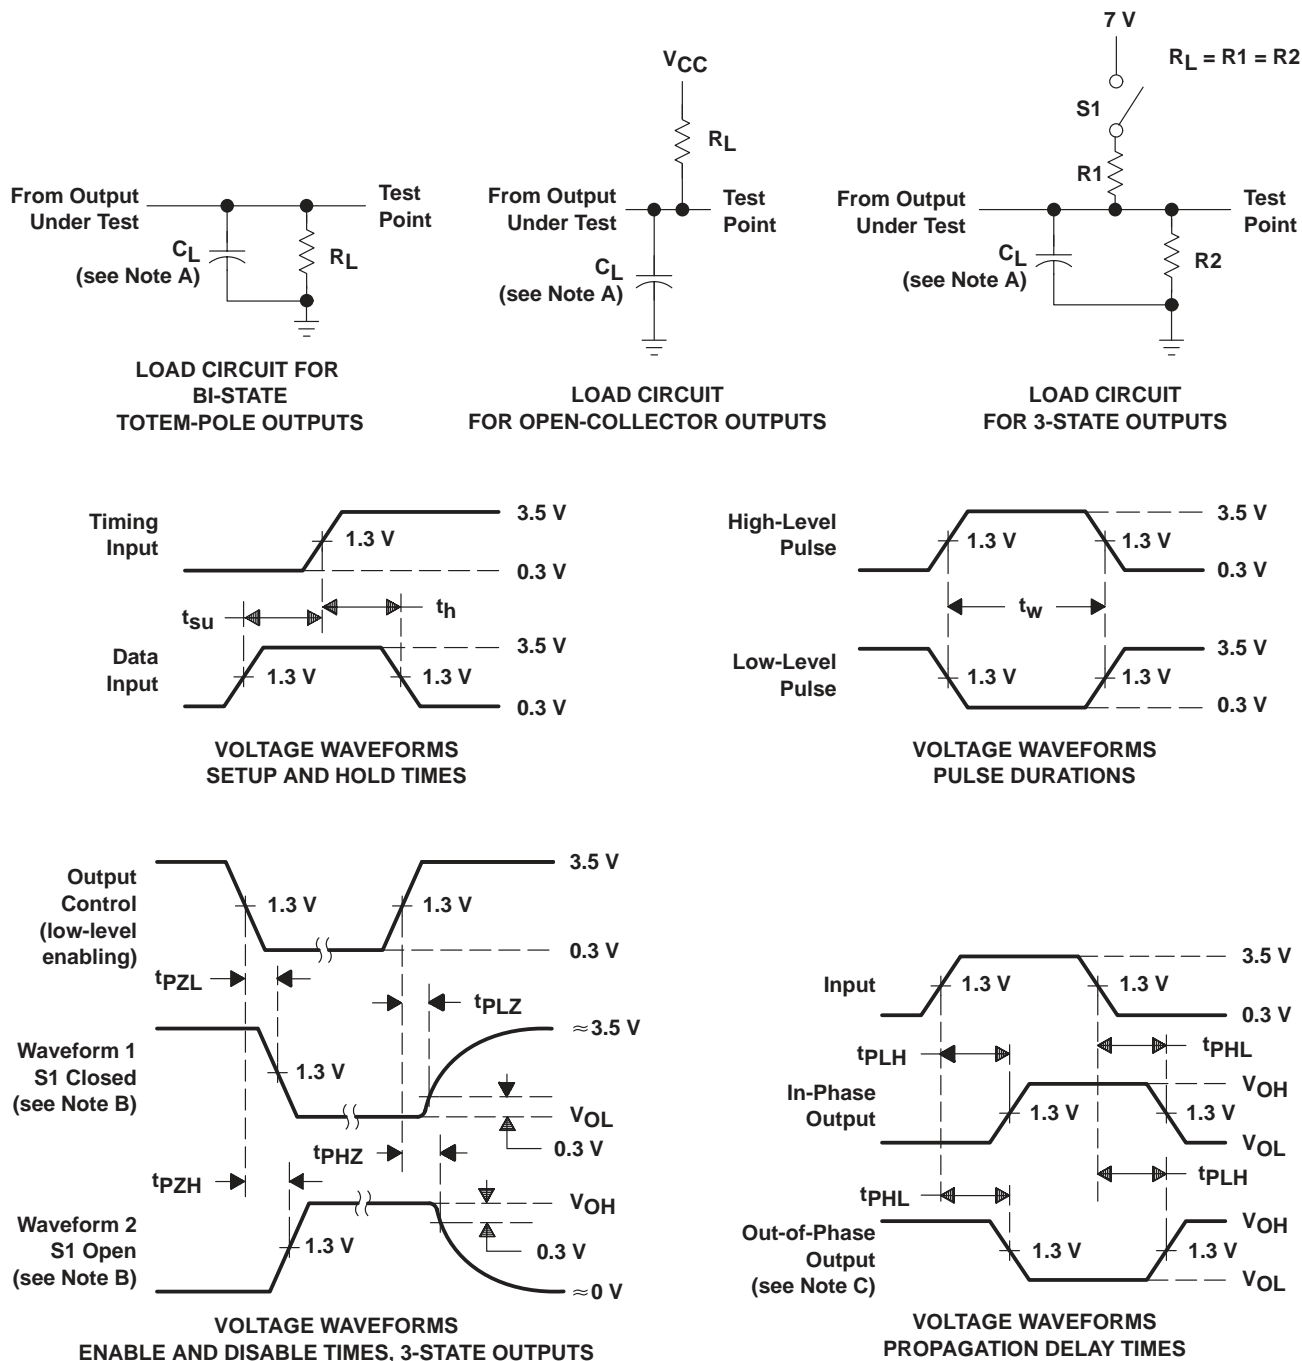 From Output
Under Test
Test
Point
CL
(see Note A)
RL
LOAD CIRCUIT FOR
BI-STATE
TOTEM-POLE OUTPUTS
VCC
RL
From Output
Under Test
Test
Point
CL
(see Note A)
LOAD CIRCUIT
FOR OPEN-COLLECTOR OUTPUTS
7 V
RL = R1 = R2
S1
R1
From Output
Under Test
Test
Point
CL
(see Note A)
R2
LOAD CIRCUIT
FOR 3-STATE OUTPUTS
Timing
Input
1.3 V
3.5 V
0.3 V
tsu
th
Data
Input
1.3 V
1.3 V
3.5 V
0.3 V
VOLTAGE WAVEFORMS
SETUP AND HOLD TIMES
High-Level
Pulse
1.3 V
1.3 V
3.5 V
0.3 V
tw
Low-Level
Pulse
1.3 V
1.3 V
3.5 V
0.3 V
VOLTAGE WAVEFORMS
PULSE DURATIONS
Output
Control
(low-level
enabling)
1.3 V
1.3 V
3.5 V
0.3 V
tPZL
tPLZ
Waveform 1
S1 Closed
(see Note B)
1.3 V
≈3.5 V
VOL
0.3 V
tPZH
tPHZ
Waveform 2
S1 Open
(see Note B)
1.3 V
VOH
0.3 V
≈0 V
VOLTAGE WAVEFORMS
ENABLE AND DISABLE TIMES, 3-STATE OUTPUTS
Input
1.3 V
1.3 V
3.5 V
0.3 V
tPLH
tPHL
In-Phase
Output
1.3 V
1.3 V
VOH
VOL
tPHL
tPLH
Out-of-Phase
Output
(see Note C)
1.3 V
1.3 V
VOH
VOL
VOLTAGE WAVEFORMS
PROPAGATION DELAY TIMES